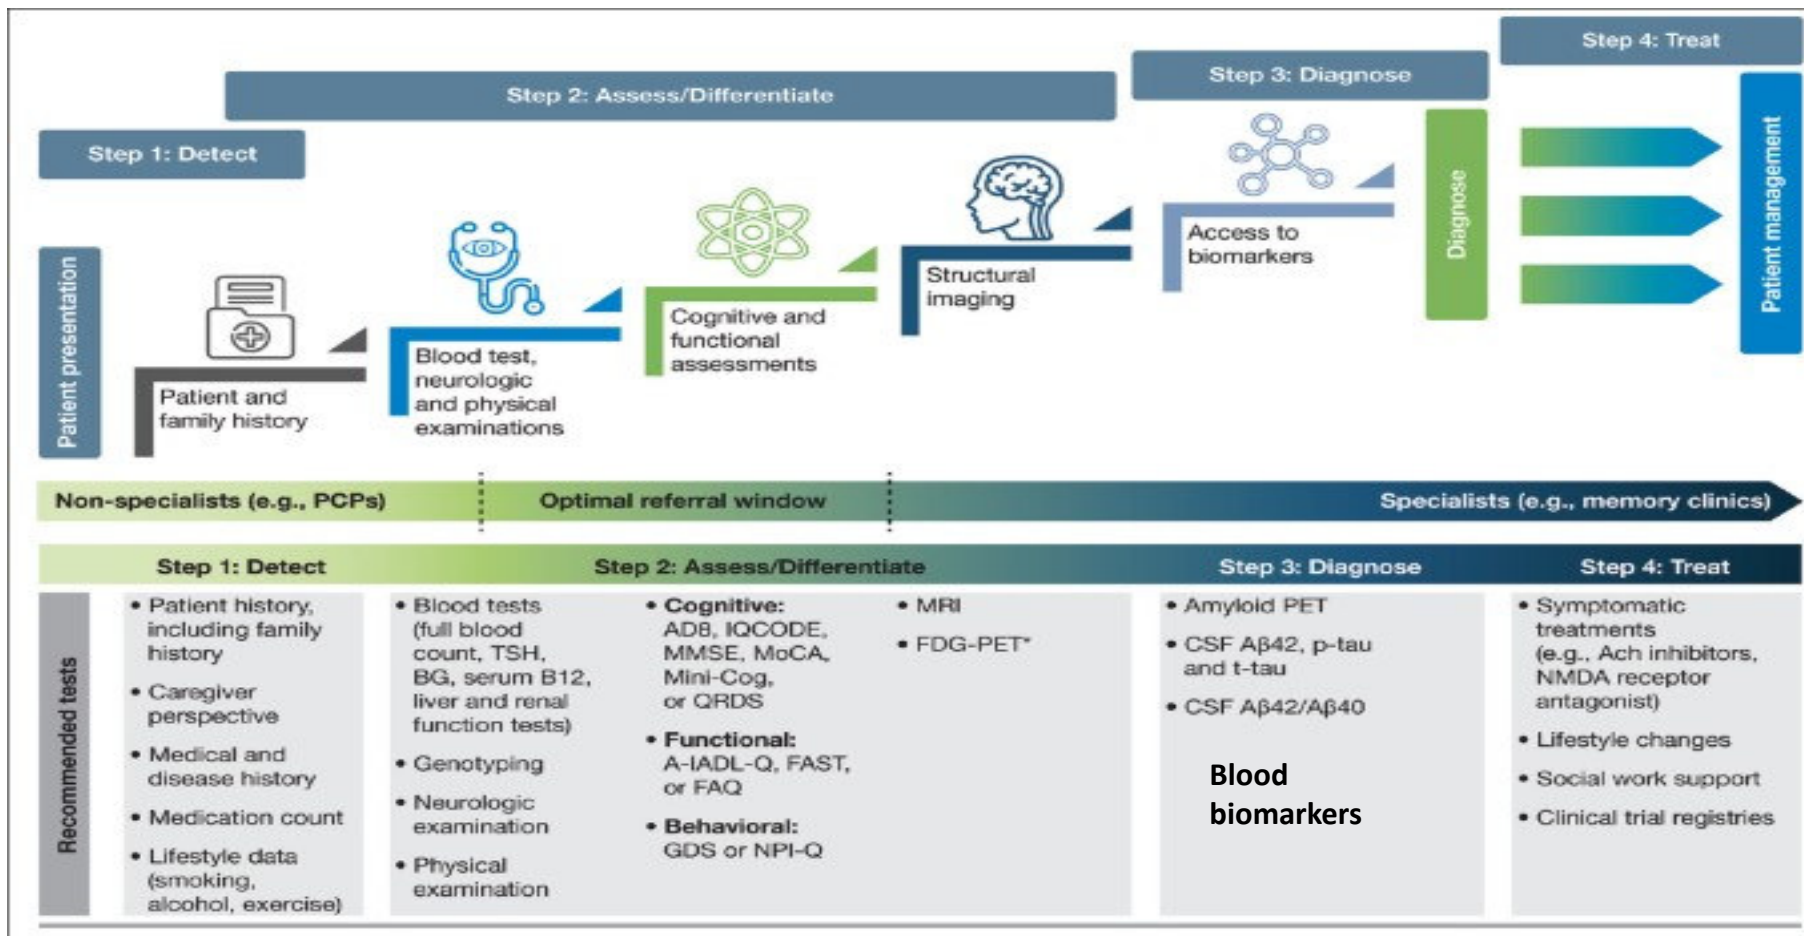 Step 4: Treat
Step 3: Diagnose
Step 2: Assess/Differentiate
Step 1: Detect
Patient presentation
Patient and
family history
Blood test,
neurologic
and physical
examinations
Cognitive and
functional
assessments
Structural
imaging
Access to
biomarkers
Diagnose
Patient management
Non-specialists (e.g., PCPs)
Optimal referral window
Specialists (e.g., memory clinics)
Step 1: Detect
Step 2: Assess/Differentiate
Step 3: Diagnose
Step 4: Treat
Recommended tests
• Patient history,
including family
history
• Caregiver
perspective
• Medical and
disease history
• Medication count
• Lifestyle data
(smoking,
alcohol, exercise)
• Blood tests
(full blood
count, TSH,
BG, serum B12,
liver and renal
function tests)
• Genotyping
• Neurologic
examination
• Physical
examination
• Cognitive:
AD8, IQCODE,
MMSE, MoCA,
Mini-Cog,
or QRDS
• Functional:
A-IADL-Q, FAST,
or FAQ
• Behavioral:
GDS or NPI-Q
• MRI
• FDG-PET*
• Amyloid PET
• CSF Aβ42, p-tau
and t-tau
• CSF Aβ42/Aβ40
Blood
biomarkers
• Symptomatic
treatments
(e.g., Ach inhibitors,
NMDA receptor
antagonist)
• Lifestyle changes
• Social work support
• Clinical trial registries